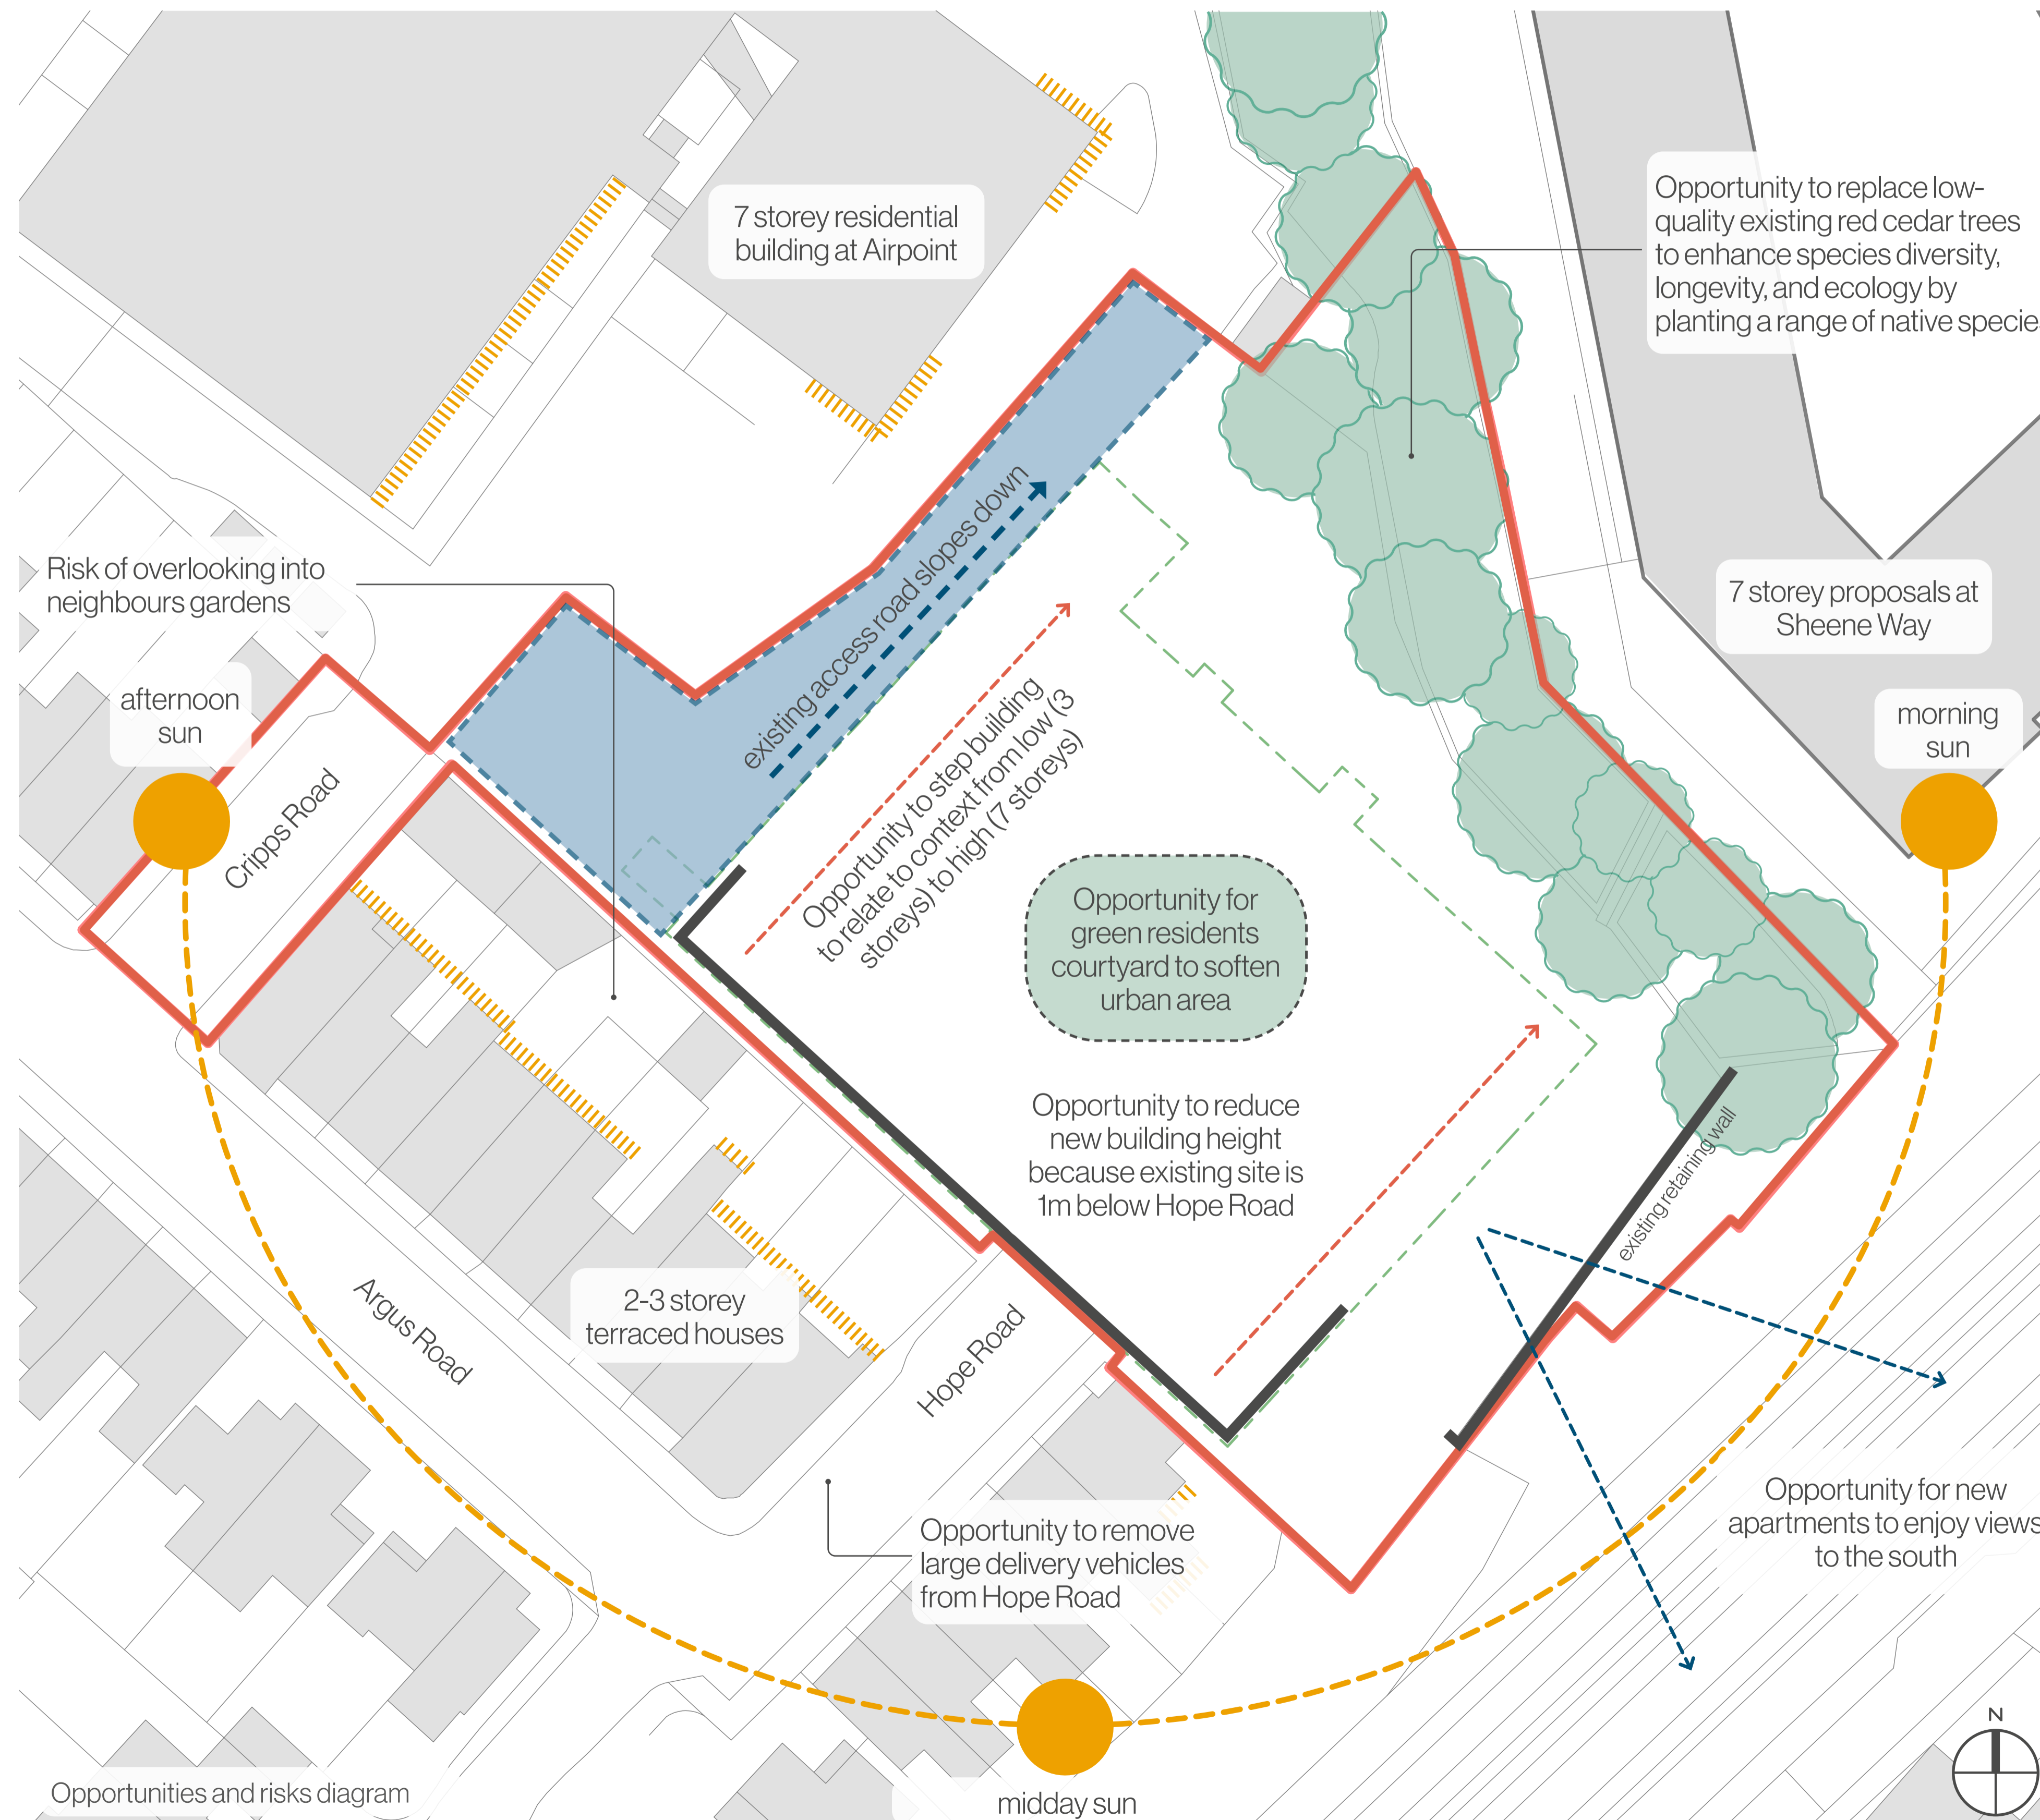 7 storey residential
building at Airpoint
Opportunity to replace low-
quality existing red cedar trees
to enhance species diversity,
longevity, and ecology by
planting a range of native specie
Risk of overlooking into
neighbours gardens
existing access road slopes down
7 storey proposals at
Sheene Way
afternoon
sun
morning
sun
Cripps Road
Opportunity to step building
to relate to context from low (3
storeys) to high (7 storeys)
Opportunity for
green residents
courtyard to soften
urban area
Opportunity to reduce
new building height
because existing site is
1m below Hope Road
existing retaining wall
2-3 storey
terraced houses
Argus Road
Hope Road
Opportunity to remove
large delivery vehicles
from Hope Road
Opportunity for new
apartments to enjoy views
to the south
N
Opportunities and risks diagram
midday sun